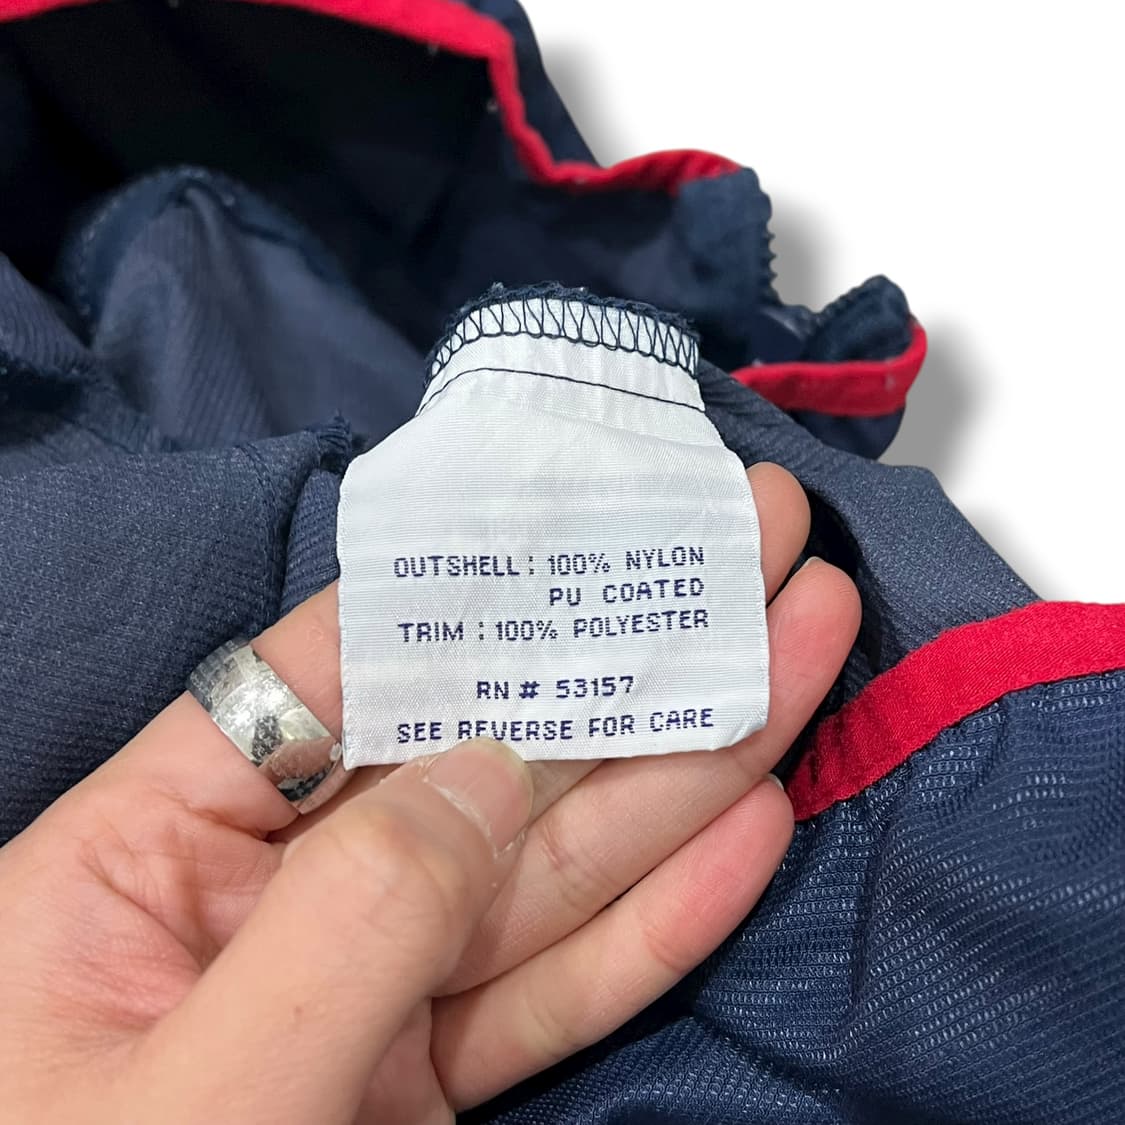 OUTSHELL : 100% NYLON
PU COATED
TRIM : 100% POLYESTER
RN # 53157
SEE REVERSE FOR CARE